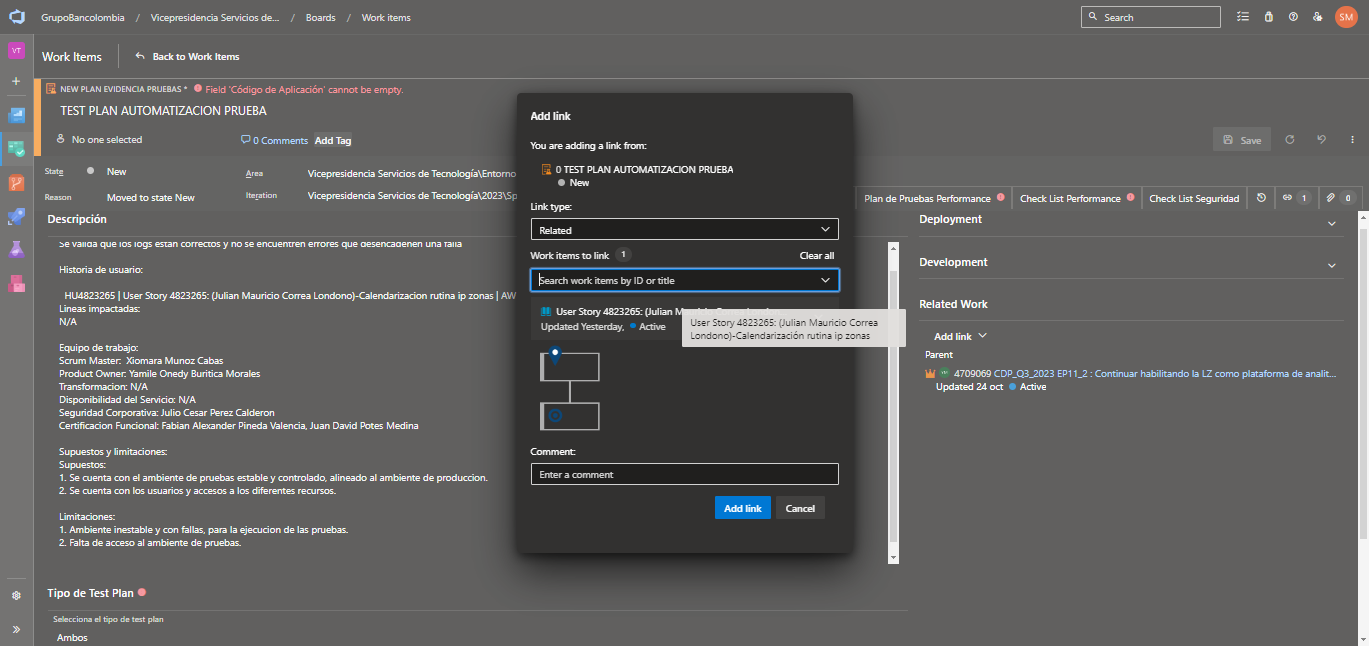 GrupoBancolombia / Vicepresidencia Servicios de... / Boards / Work items
Search
SM
VT
Work Items
Back to Work Items
NEW PLAN EVIDENCIA PRUEBAS * Field 'Código de Aplicación' cannot be empty.
TEST PLAN AUTOMATIZACION PRUEBA
No one selected
0 Comments
Add Tag
Save
State
New
Area
Vicepresidencia Servicios de Tecnología\Entorno
Reason
Moved to state New
Iteration
Vicepresidencia Servicios de Tecnología\2023\Sp
Plan de Pruebas Performance
Check List Performance
Check List Seguridad
1
0
Descripción
Se valida que los logs estan correctos y no se encuentren errores que desencadenen una falla
Historia de usuario:
HU4823265 | User Story 4823265: (Julian Mauricio Correa Londono)-Calendarizacion rutina ip zonas | AW
Lineas impactadas:
N/A
Equipo de trabajo:
Scrum Master: Xiomara Munoz Cabas
Product Owner: Yamile Onedy Buritica Morales
Transformacion: N/A
Disponibilidad del Servicio: N/A
Seguridad Corporativa: Julio Cesar Perez Calderon
Certificacion Funcional: Fabian Alexander Pineda Valencia, Juan David Potes Medina
Supuestos y limitaciones:
Supuestos:
1. Se cuenta con el ambiente de pruebas estable y controlado, alineado al ambiente de produccion.
2. Se cuenta con los usuarios y accesos a los diferentes recursos.
Limitaciones:
1. Ambiente inestable y con fallas, para la ejecucion de las pruebas.
2. Falta de acceso al ambiente de pruebas.
Tipo de Test Plan
Selecciona el tipo de test plan
Ambos
Add link
You are adding a link from:
0 TEST PLAN AUTOMATIZACION PRUEBA
New
Link type:
Related
Work items to link 1
Clear all
Search work items by ID or title
User Story 4823265: (Julian
Updated Yesterday, Active
User Story 4823265: (Julian Mauricio Correa
Londono)-Calendarización rutina ip zonas
Comment:
Enter a comment
Add link
Cancel
Deployment
Development
Related Work
Add link
Parent
4709069 CDP_Q3_2023 EP11_2 : Continuar habilitando la LZ como plataforma de analit...
Updated 24 oct Active